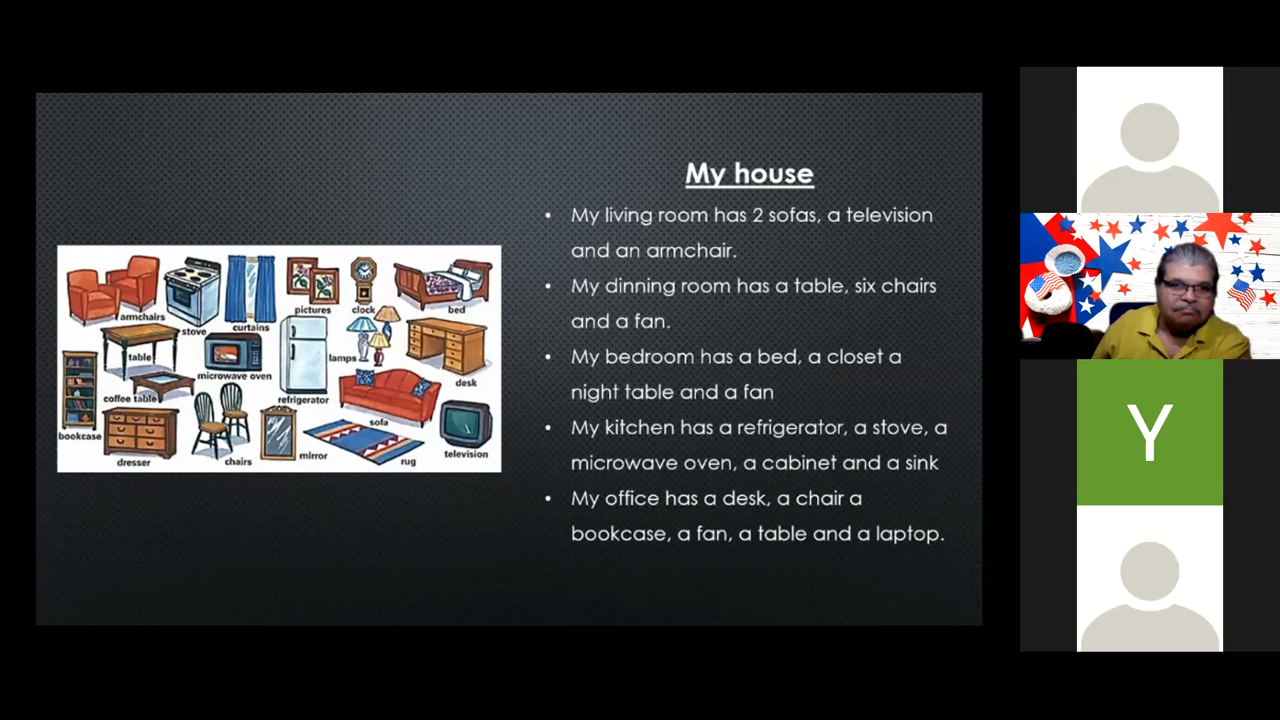 My house
• My living room has 2 sofas, a television
and an armchair.
• My dinning room has a table, six chairs
and a fan.
• My bedroom has a bed, a closet a
night table and a fan
• My kitchen has a refrigerator, a stove, a
microwave oven, a cabinet and a sink
• My office has a desk, a chair a
bookcase, a fan, a table and a laptop.
armchairs
stove
curtains
pictures
clock
bed
table
microwave oven
lamps
desk
coffee table
refrigerator
sofa
bookcase
dresser
chairs
mirror
rug
television
Y